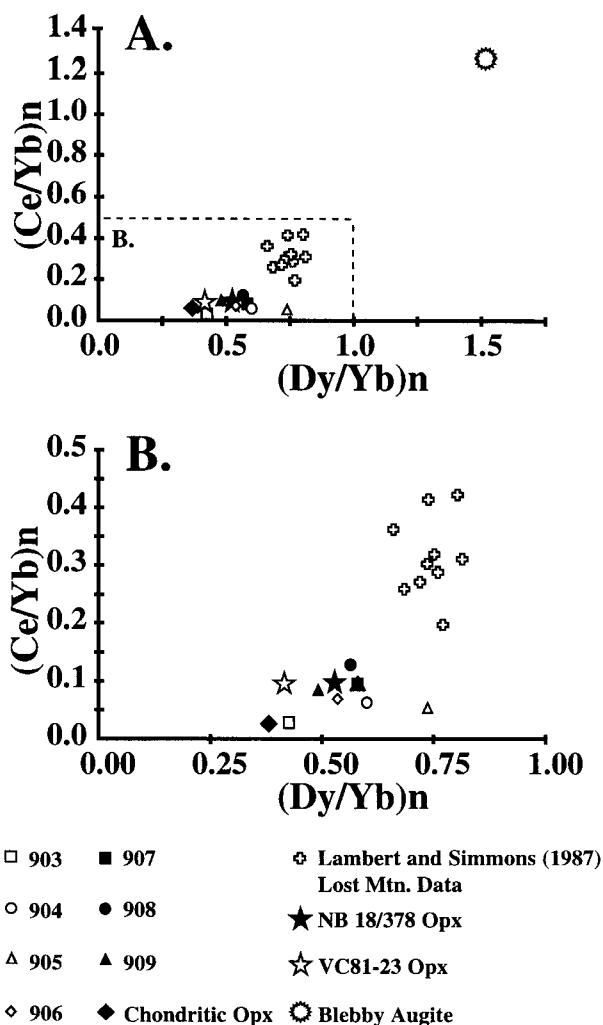 A.
1.4
1.2
1.0
0.8
0.6
0.4
0.2
0.0
(Ce/Yb)n
B.
0.0 0.5 1.0 1.5
(Dy/Yb)n
B.
0.5
0.4
0.3
0.2
0.1
0.0
(Ce/Yb)n
0.00 0.25 0.50 0.75 1.00
(Dy/Yb)n
903 907 Lambert and Simmons (1987)
Lost Mtn. Data
904 908 NB 18/378 Opx
905 909 VC81-23 Opx
906 Chondritic Opx Blebby Augite